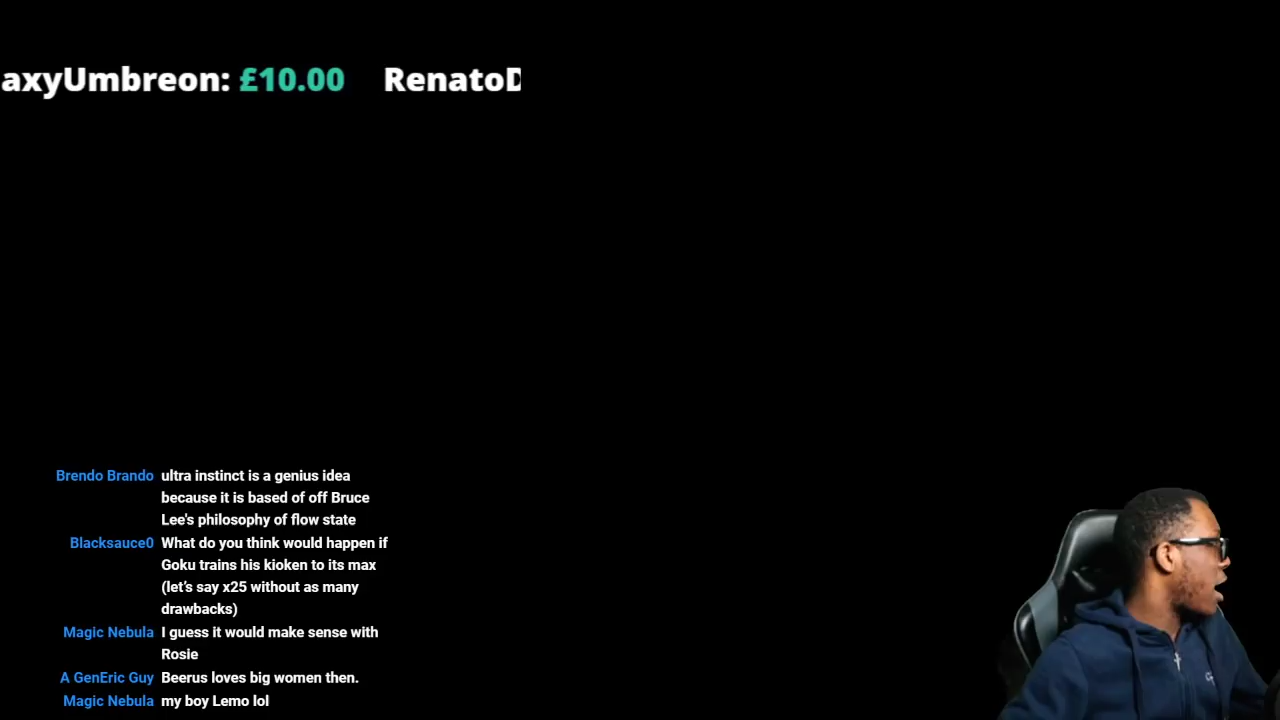 axyUmbreon: £10.00 RenatoD
Brendo Brando ultra instinct is a genius idea
because it is based of off Bruce
Lee's philosophy of flow state
Blacksauce0 What do you think would happen if
Goku trains his kioken to its max
(let's say x25 without as many
drawbacks)
Magic Nebula I guess it would make sense with
Rosie
A GenEric Guy Beerus loves big women then.
Magic Nebula my boy Lemo lol